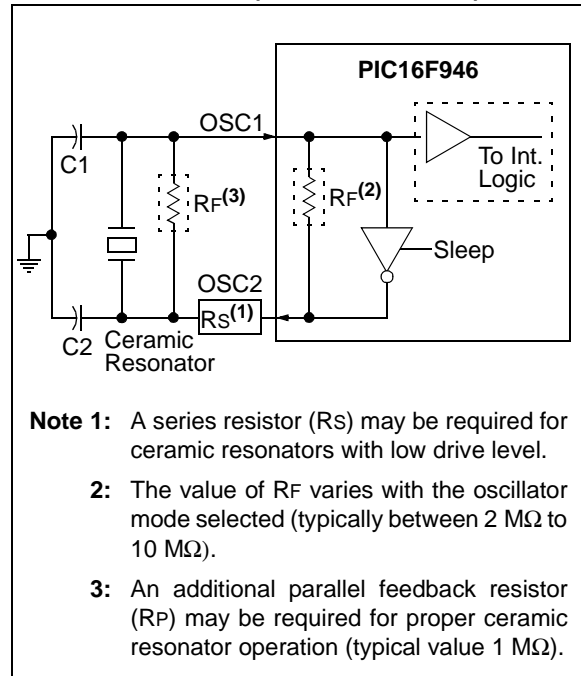 PIC16F946
OSC1
C1
To Int.
Logic
RF(3)
RF(2)
Sleep
OSC2
RS(1)
C2
Ceramic
Resonator
Note 1: A series resistor (RS) may be required for
ceramic resonators with low drive level.
2: The value of RF varies with the oscillator
mode selected (typically between 2 MΩ to
10 MΩ).
3: An additional parallel feedback resistor
(RP) may be required for proper ceramic
resonator operation (typical value 1 MΩ).